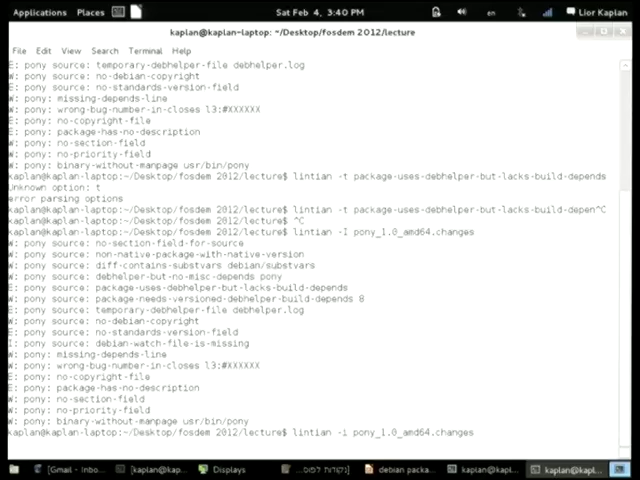 Applications Places Sat Feb 4, 3:40 PM en Lior Kaplan
kaplan@kaplan-laptop: ~/Desktop/fosdem 2012/lecture
File Edit View Search Terminal Help
E: pony source: temporary-debhelper-file debhelper.log
W: pony source: no-debian-copyright
E: pony source: no-standards-version-field
W: pony: missing-depends-line
W: pony: wrong-bug-number-in-closes l3:#XXXXXX
E: pony: no-copyright-file
E: pony: package-has-no-description
W: pony: no-section-field
W: pony: no-priority-field
W: pony: binary-without-manpage usr/bin/pony
kaplan@kaplan-laptop:~/Desktop/fosdem 2012/lecture$ lintian -t package-uses-debhelper-but-lacks-build-depends
Unknown option: t
error parsing options
kaplan@kaplan-laptop:~/Desktop/fosdem 2012/lecture$ lintian -t package-uses-debhelper-but-lacks-build-depen^C
kaplan@kaplan-laptop:~/Desktop/fosdem 2012/lecture$ ^C
kaplan@kaplan-laptop:~/Desktop/fosdem 2012/lecture$ lintian -I pony_1.0_amd64.changes
W: pony source: no-section-field-for-source
W: pony source: non-native-package-with-native-version
W: pony source: diff-contains-substvars debian/substvars
W: pony source: debhelper-but-no-misc-depends pony
E: pony source: package-uses-debhelper-but-lacks-build-depends
W: pony source: package-needs-versioned-debhelper-build-depends 8
E: pony source: temporary-debhelper-file debhelper.log
W: pony source: no-debian-copyright
E: pony source: no-standards-version-field
I: pony source: debian-watch-file-is-missing
W: pony: missing-depends-line
W: pony: wrong-bug-number-in-closes l3:#XXXXXX
E: pony: no-copyright-file
E: pony: package-has-no-description
W: pony: no-section-field
W: pony: no-priority-field
W: pony: binary-without-manpage usr/bin/pony
kaplan@kaplan-laptop:~/Desktop/fosdem 2012/lecture$ lintian -i pony_1.0_amd64.changes
[Gmail - Inbo... [kaplan@kap... Displays debian packa... kaplan@kapl... kaplan@kapl...